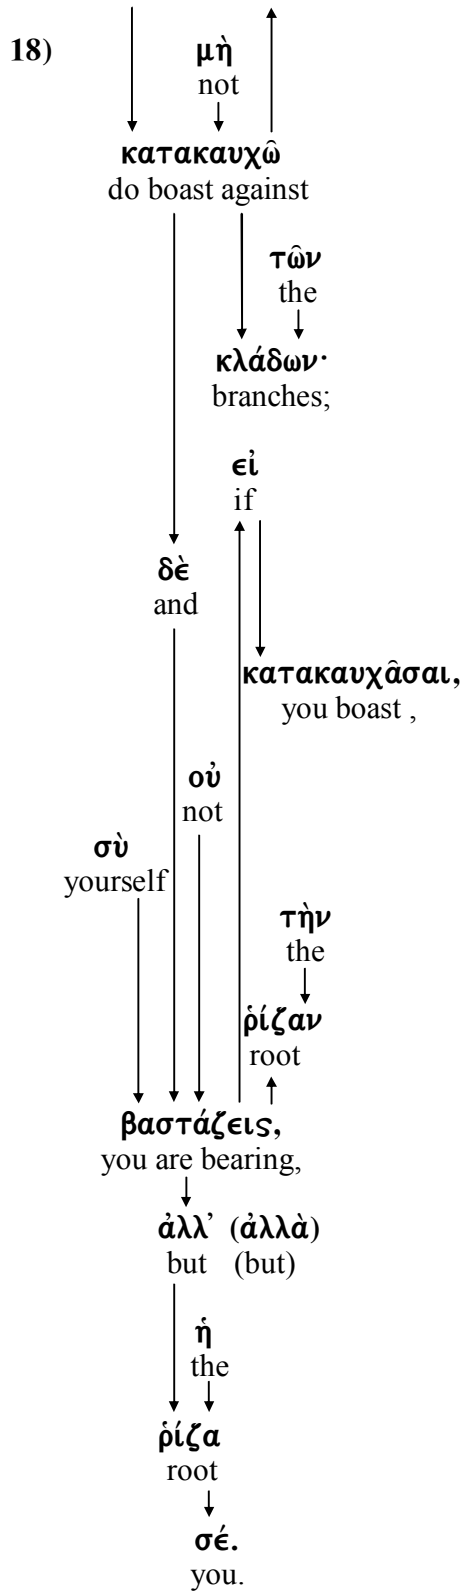 18)
μὴ
not
κατακαυχῶ
do boast against
τῶν
the
κλάδων·
branches;
εἰ
if
δὲ
and
κατακαυχᾶσαι,
you boast ,
οὐ
not
σὺ
yourself
τὴν
the
ῥίζαν
root
βαστάζεις,
you are bearing,
ἀλλ’ (ἀλλὰ)
but (but)
ἡ
the
ῥίζα
root
σέ.
you.